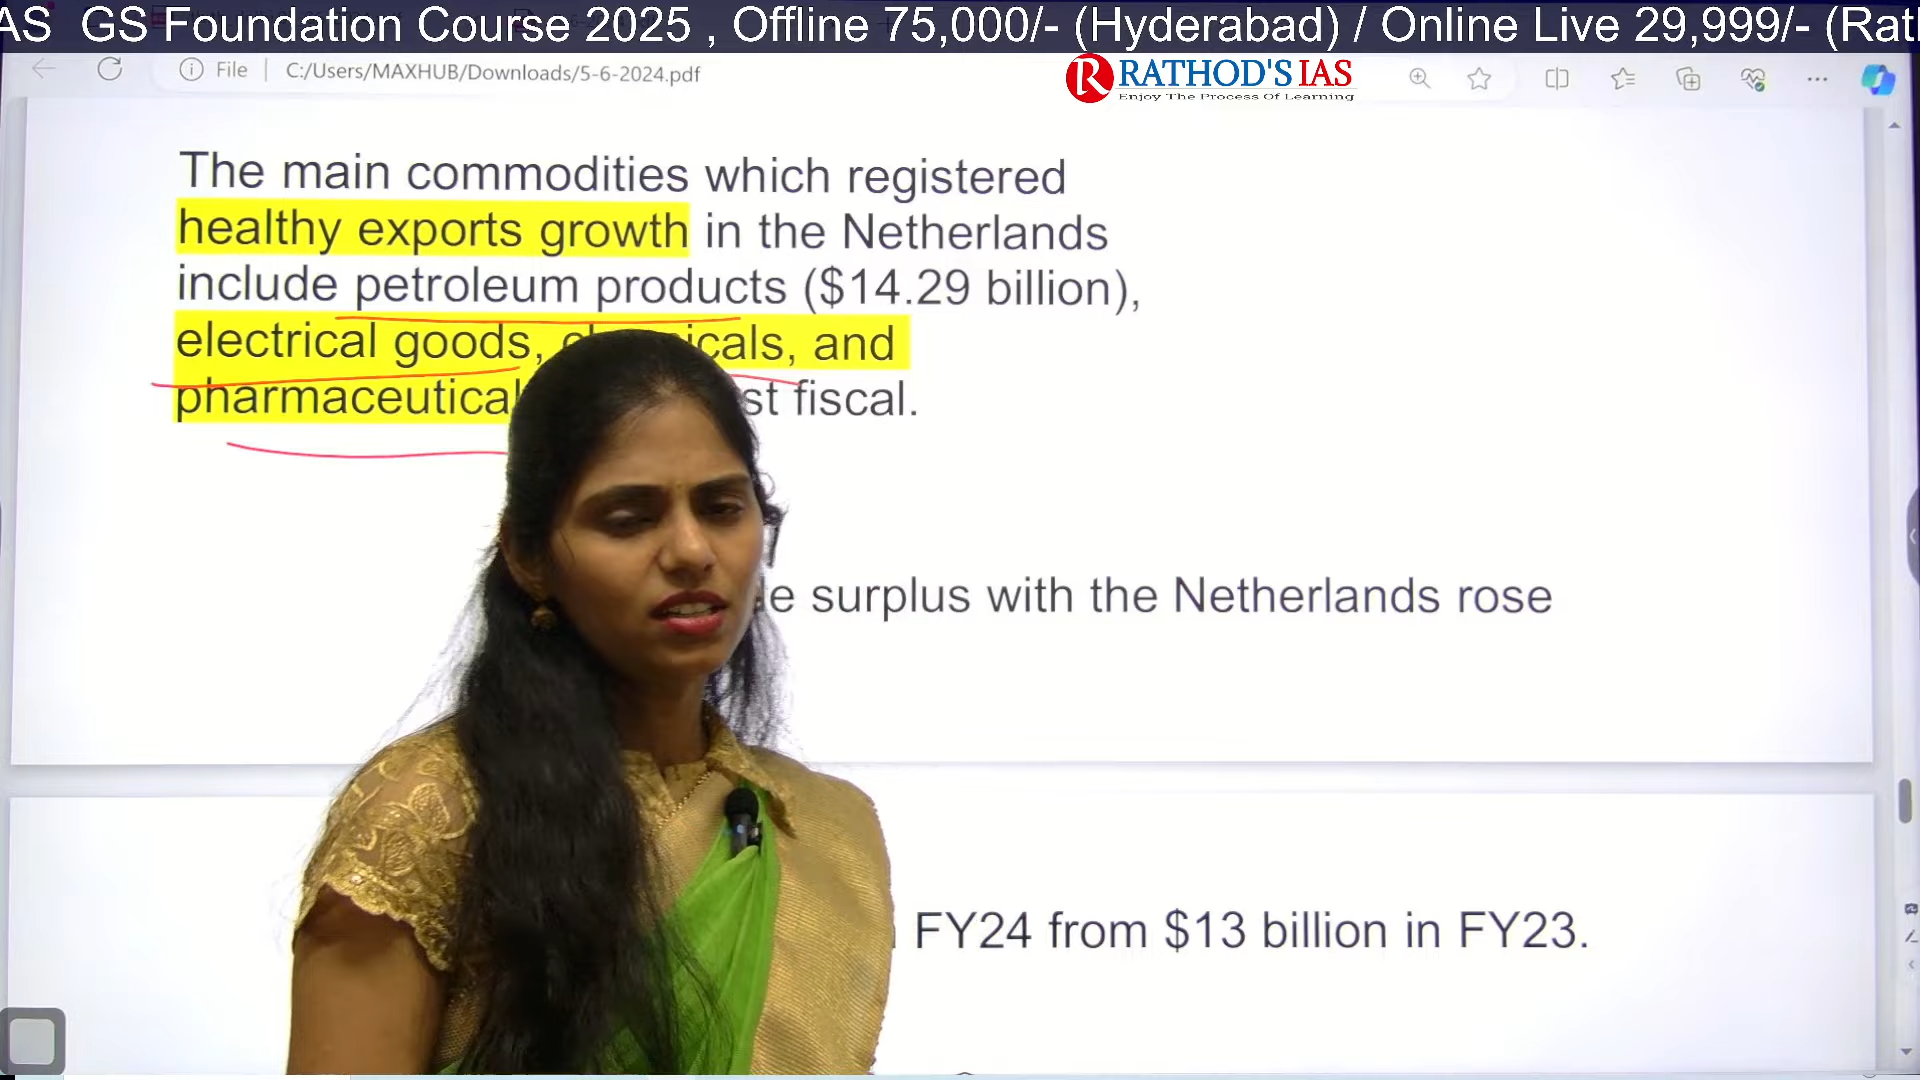 AS GS Foundation Course 2025 , Offline 75,000/- (Hyderabad) / Online Live 29,999/- (Rat
File C:/Users/MAXHUB/Downloads/5-6-2024.pdf
RATHOD'S IAS
Enjoy The Process Of Learning
The main commodities which registered
healthy exports growth in the Netherlands
include petroleum products ($14.29 billion),
electrical goods, and
fiscal.
surplus with the Netherlands rose
FY24 from $13 billion in FY23.